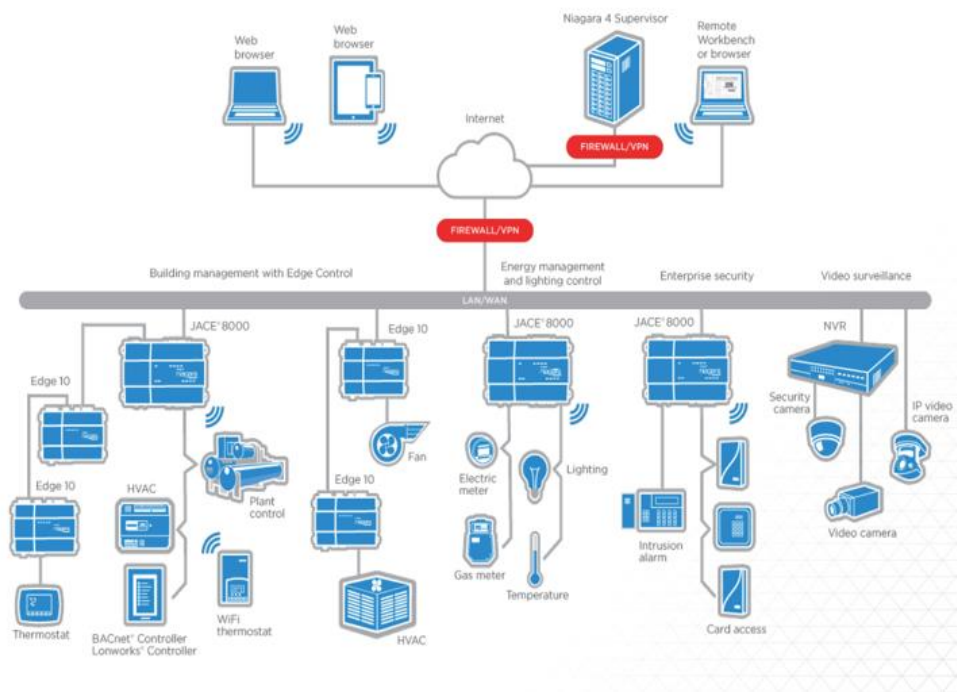 Web
browser
Web
browser
Niagara 4 Supervisor
Remote
Workbench
or browser
Internet
FIREWALL/VPN
FIREWALL/VPN
Building management with Edge Control
Energy management
and lighting control
Enterprise security
Video surveillance
LAN/WAN
JACE® 8000
Edge 10
JACE® 8000
JACE® 8000
NVR
Edge 10
Security
camera
IP video
camera
Fan
Electric
meter
Lighting
Edge 10
HVAC
Plant
control
Edge 10
Intrusion
alarm
Video camera
Gas meter
Temperature
Thermostat
BACnet® Controller
Lonworks® Controller
WiFi
thermostat
HVAC
Card access